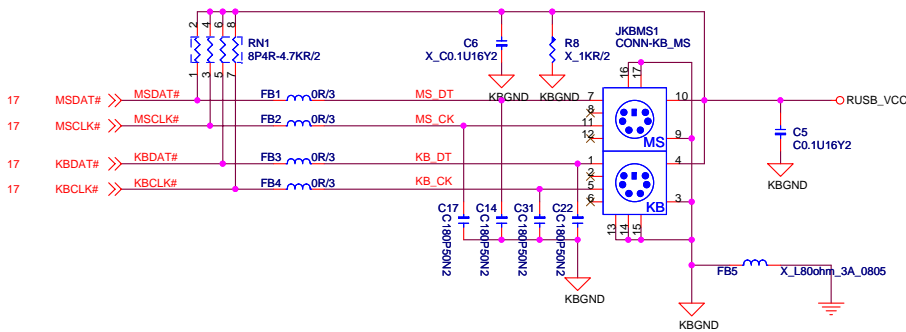 JKBMS1
CONN-KB_MS
2
4
6
8
RN1
8P4R-4.7KR/2
C6
X_C0.1U16Y2
R8
X_1KR/2
16
17
1
3
5
7
KBGND
KBGND
17 MSDAT# MSDAT# FB1 0R/3 MS_DT 7 10 RUSB_VCC
8
17 MSCLK# MSCLK# FB2 0R/3 MS_CK 11
12 MS 9
C5
C0.1U16Y2
17 KBDAT# KBDAT# FB3 0R/3 KB_DT 1 4
2
KBGND
17 KBCLK# KBCLK# FB4 0R/3 KB_CK 5
6 KB 3
C17
C180P50N2
C14
C180P50N2
C31
C180P50N2
C22
C180P50N2
13
14
15
FB5 X_L80ohm_3A_0805
KBGND
KBGND